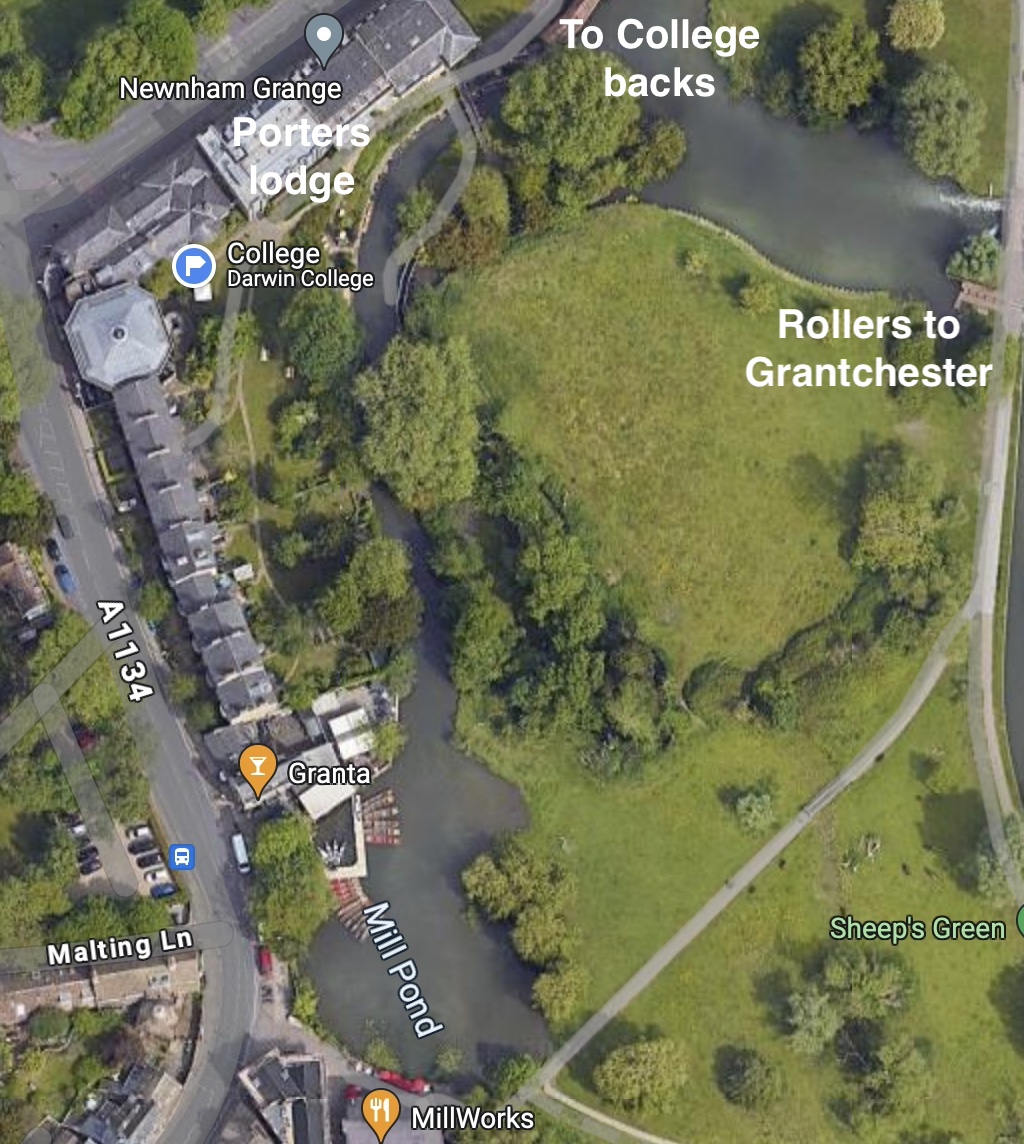 To College
backs
Newnham Grange
Porters
lodge
College
Darwin College
Rollers to
Grantchester
A1134
Granta
Mill Pond
Malting Ln
Sheep's Green
MillWorks